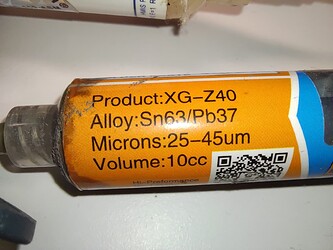 Product:XG-Z40
Alloy:Sn63/Pb37
Microns:25-45um
Volume:10cc